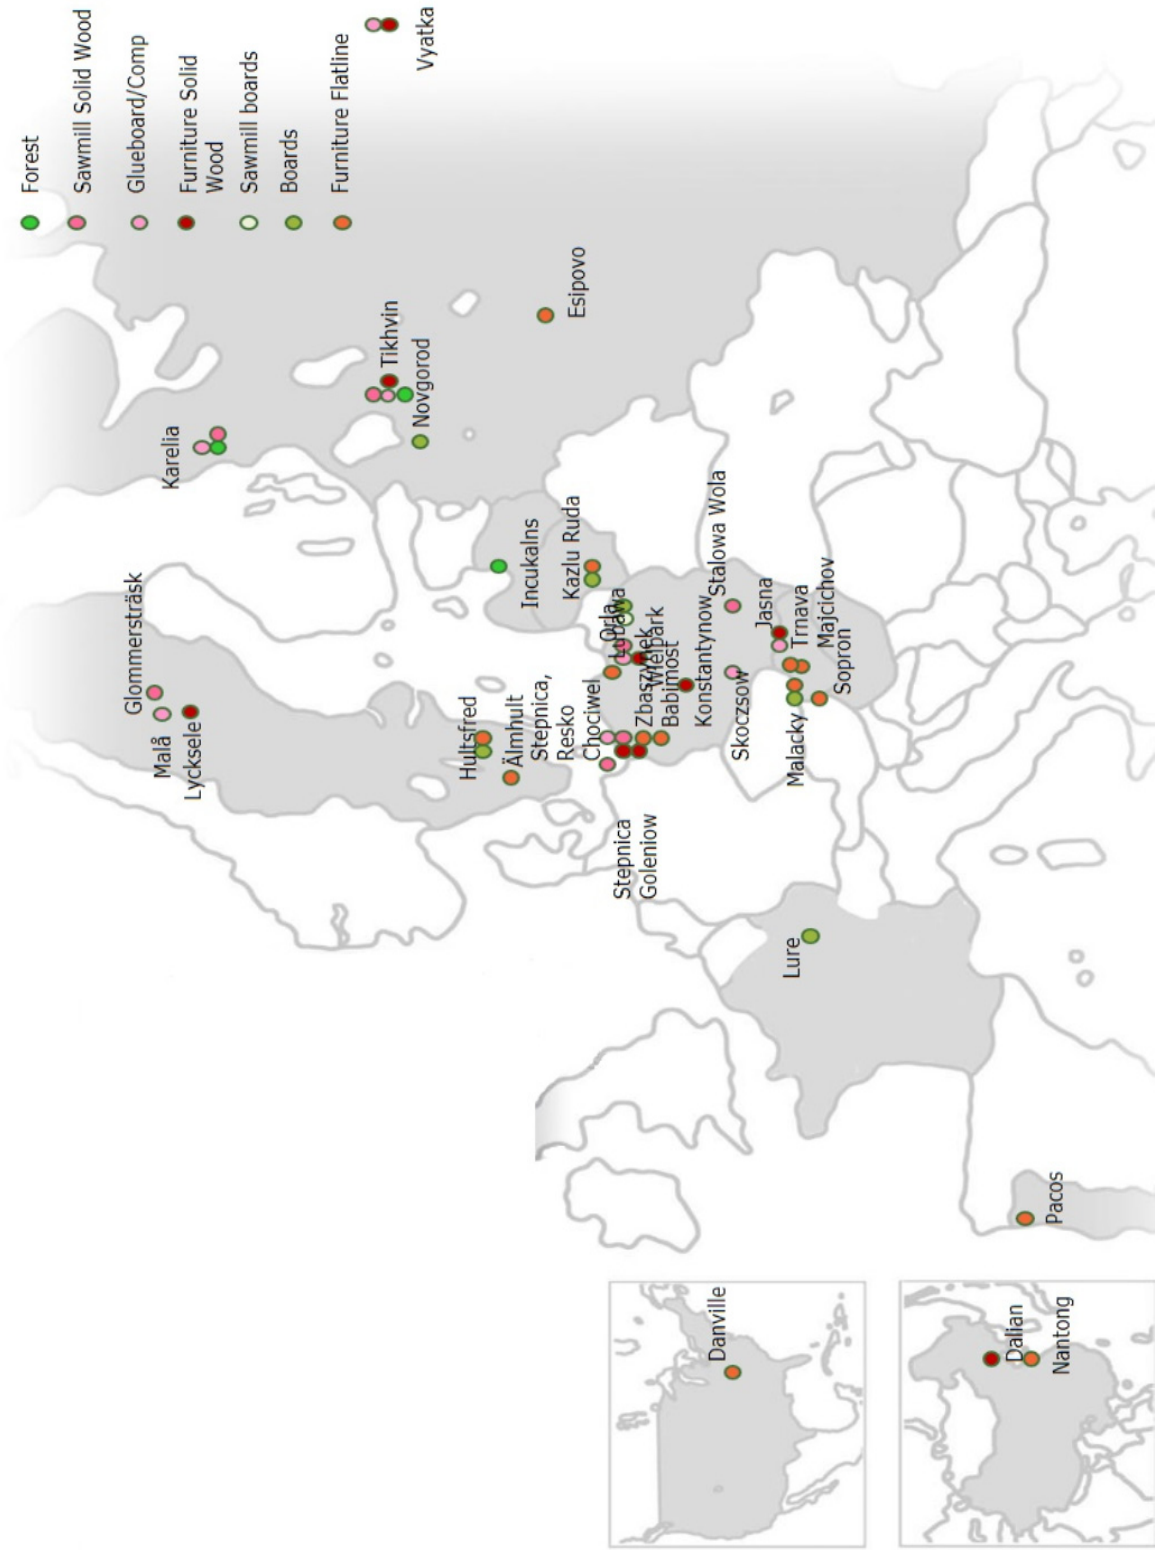 Forest
Sawmill Solid Wood
Glueboard/Comp
Furniture Solid
Wood
Sawmill boards
Boards
Furniture Flatline
Vyatka
Karelia
Tikhvin
Novgorod
Esipovo
Glommersträsk
Malå
Lycksele
Hultsfred
Älmhult
Stepnica,
Resko
Chociwel
Incukalns
Kazlu Ruda
Orla
Lubawa
Zbaszynek
Wielpark
Babimost
Konstantynow
Stalowa Wola
Skoczsow
Jasna
Trnava
Majcichov
Sopron
Malacky
Stepnica
Goleniow
Lure
Pacos
Danville
Dalian
Nantong